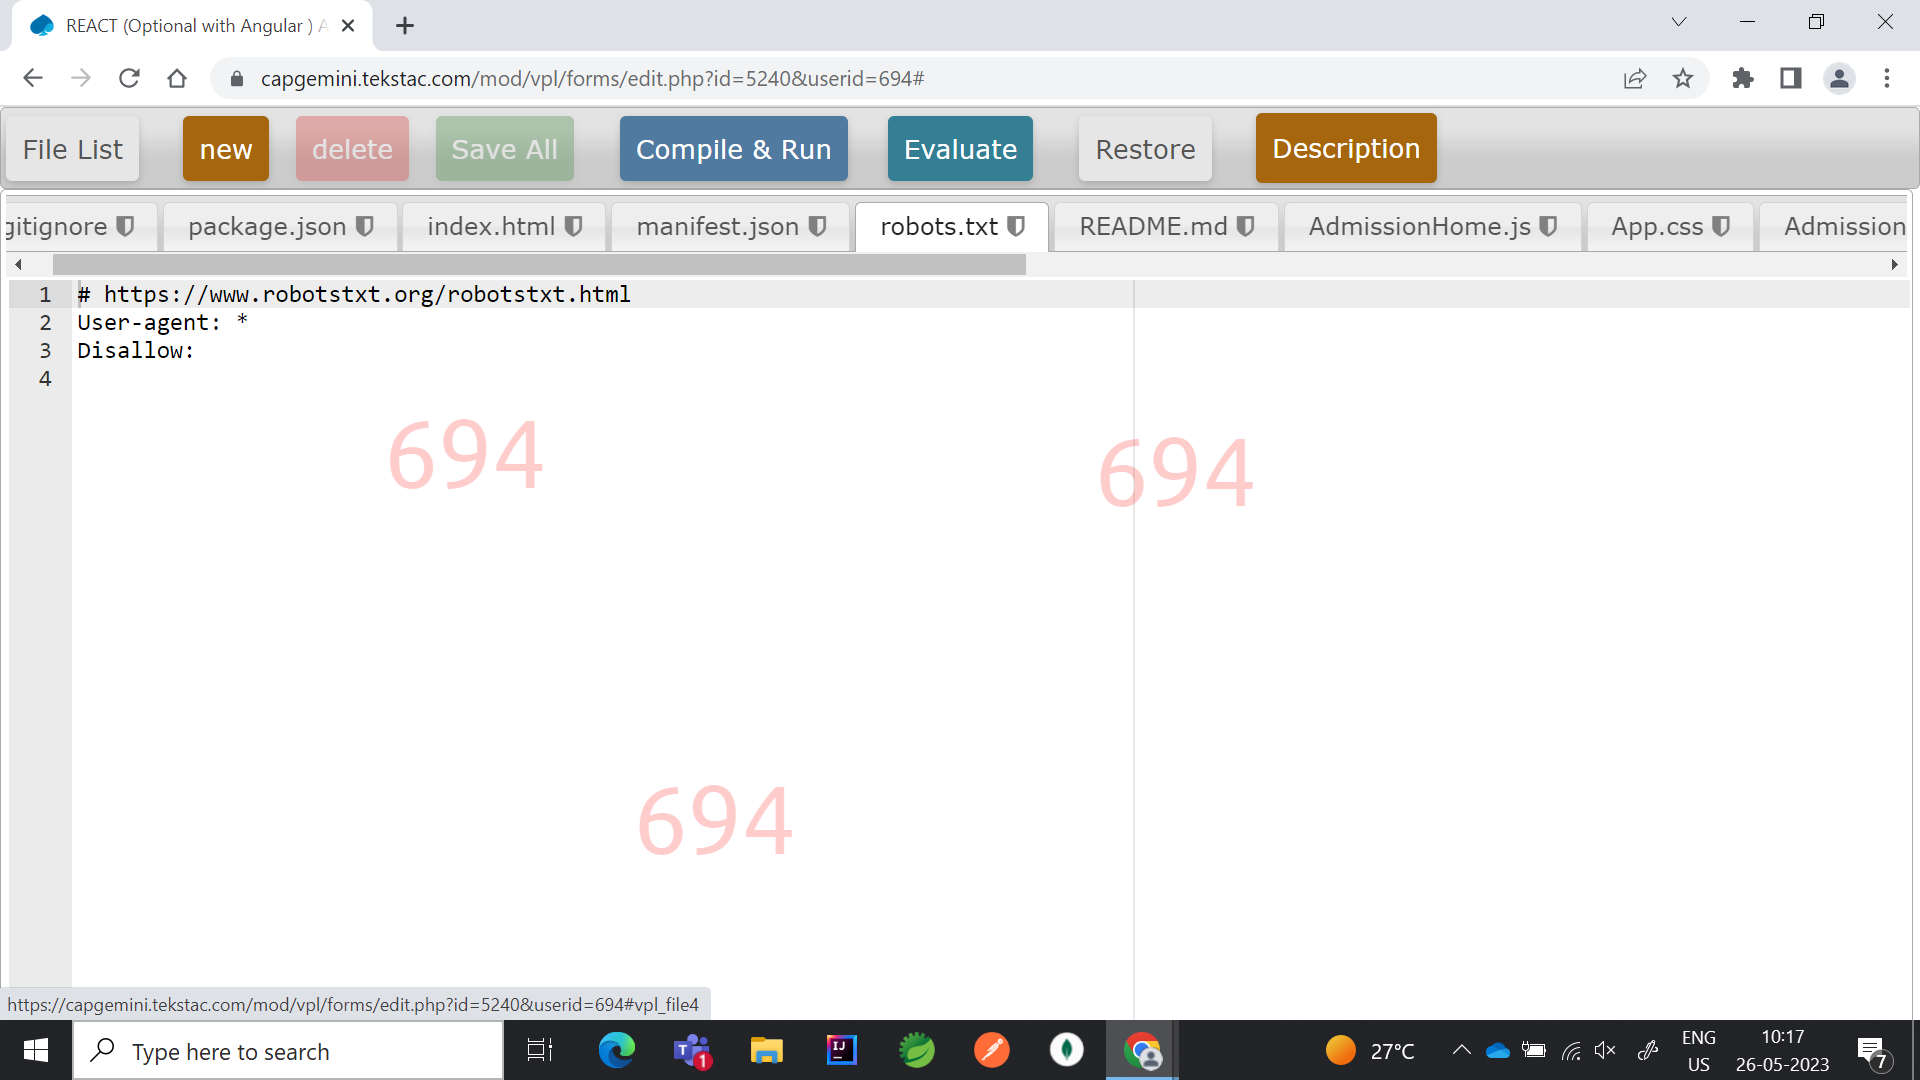 REACT (Optional with Angular ) A
capgemini.tekstac.com/mod/vpl/forms/edit.php?id=5240&userid=694#
File List new delete Save All Compile & Run Evaluate Restore Description
gitignore package.json index.html manifest.json robots.txt README.md AdmissionHome.js App.css Admission
1 # https://www.robotstxt.org/robotstxt.html
2 User-agent: *
3 Disallow:
4
694
694
694
https://capgemini.tekstac.com/mod/vpl/forms/edit.php?id=5240&userid=694#vpl_file4
Type here to search
T 1
IJ
27°C
ENG
US
10:17
26-05-2023
7